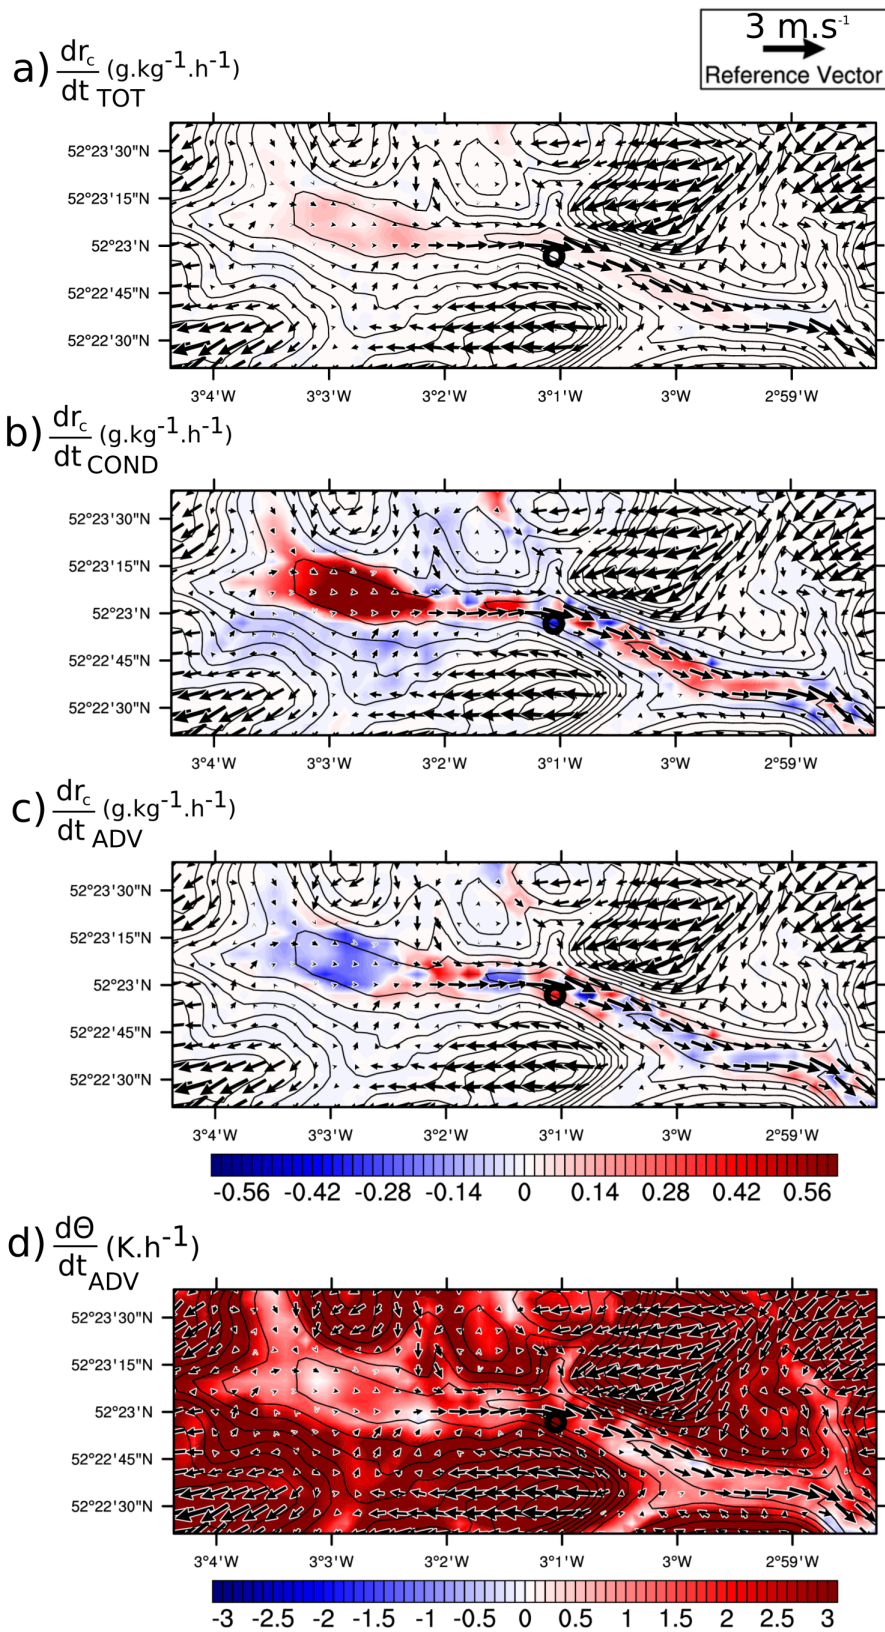 3 m.s-1
Reference Vector
a) drc/dt TOT (g.kg-1.h-1)
52°23'30"N
52°23'15"N
52°23'N
52°22'45"N
52°22'30"N
3°4'W 3°3'W 3°2'W 3°1'W 3°W 2°59'W
b) drc/dt COND (g.kg-1.h-1)
52°23'30"N
52°23'15"N
52°23'N
52°22'45"N
52°22'30"N
3°4'W 3°3'W 3°2'W 3°1'W 3°W 2°59'W
c) drc/dt ADV (g.kg-1.h-1)
52°23'30"N
52°23'15"N
52°23'N
52°22'45"N
52°22'30"N
3°4'W 3°3'W 3°2'W 3°1'W 3°W 2°59'W
-0.56 -0.42 -0.28 -0.14 0 0.14 0.28 0.42 0.56
d) dΘ/dt ADV (K.h-1)
52°23'30"N
52°23'15"N
52°23'N
52°22'45"N
52°22'30"N
3°4'W 3°3'W 3°2'W 3°1'W 3°W 2°59'W
-3 -2.5 -2 -1.5 -1 -0.5 0 0.5 1 1.5 2 2.5 3